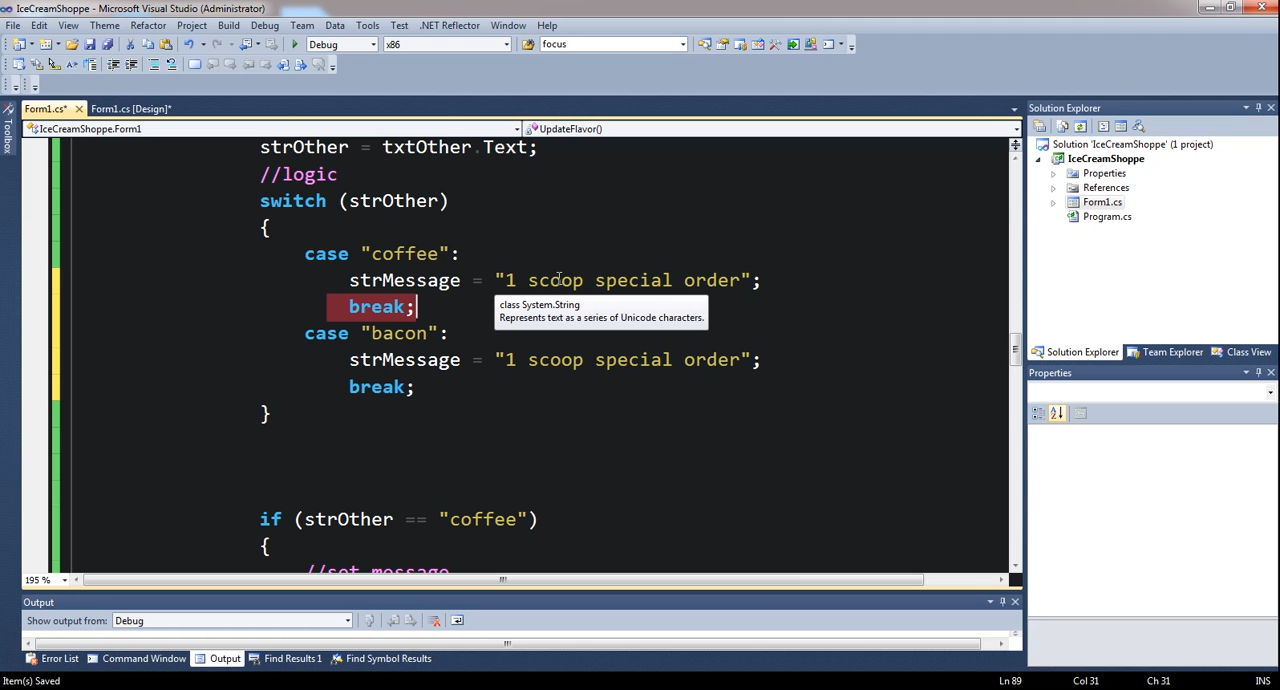 IceCreamShoppe - Microsoft Visual Studio (Administrator)
File Edit View Theme Refactor Project Build Debug Team Data Tools Test .NET Reflector Window Help
Debug x86 focus
Form1.cs* Form1.cs [Design]*
IceCreamShoppe.Form1 UpdateFlavor()
Toolbox
strOther = txtOther.Text;
//logic
switch (strOther)
{
case "coffee":
strMessage = "1 scoop special order";
break;
class System.String
Represents text as a series of Unicode characters.
case "bacon":
strMessage = "1 scoop special order";
break;
}
if (strOther == "coffee")
{
//set message
195 %
Solution Explorer
Solution 'IceCreamShoppe' (1 project)
IceCreamShoppe
Properties
References
Form1.cs
Program.cs
Solution Explorer Team Explorer Class View
Properties
Output
Show output from: Debug
Error List Command Window Output Find Results 1 Find Symbol Results
Item(s) Saved Ln 89 Col 31 Ch 31 INS